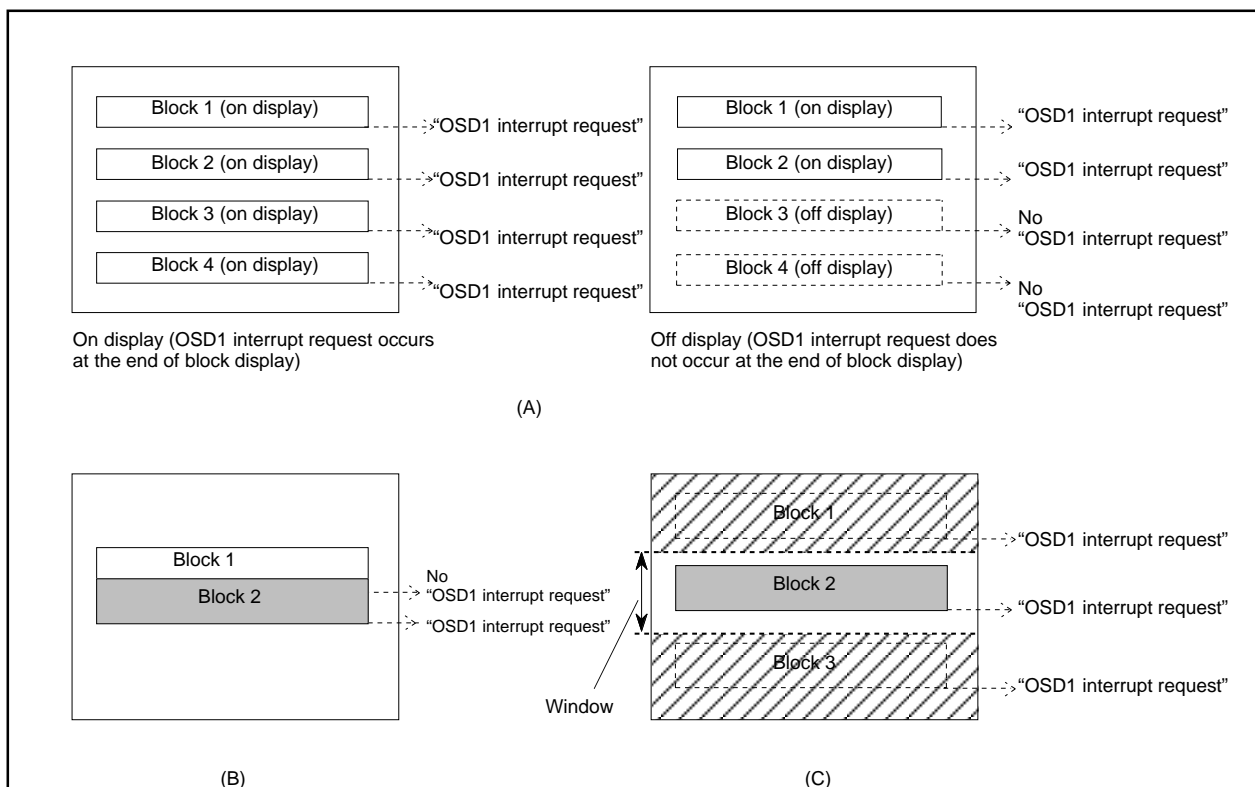 Block 1 (on display)
“OSD1 interrupt request”
Block 2 (on display)
“OSD1 interrupt request”
Block 3 (on display)
“OSD1 interrupt request”
Block 4 (on display)
“OSD1 interrupt request”
On display (OSD1 interrupt request occurs
at the end of block display)
Block 1 (on display)
“OSD1 interrupt request”
Block 2 (on display)
“OSD1 interrupt request”
Block 3 (off display)
No
“OSD1 interrupt request”
Block 4 (off display)
No
“OSD1 interrupt request”
Off display (OSD1 interrupt request does
not occur at the end of block display)
(A)
Block 1
Block 2
No
“OSD1 interrupt request”
“OSD1 interrupt request”
(B)
Block 1
“OSD1 interrupt request”
Block 2
“OSD1 interrupt request”
Block 3
“OSD1 interrupt request”
Window
(C)